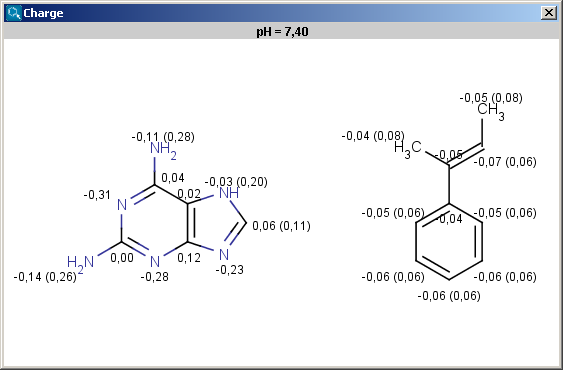 Charge
pH = 7,40
-0,05 (0,08)
CH3
-0,11 (0,28)
NH2
-0,04 (0,08)
H3C
-0,05
-0,07 (0,06)
0,04
-0,03 (0,20)
-0,31
N
0,02
NH
-0,05 (0,06)
-0,04
-0,05 (0,06)
0,06 (0,11)
H2N
0,00
N
0,12
N
-0,14 (0,26)
-0,28
-0,23
-0,06 (0,06)
-0,06 (0,06)
-0,06 (0,06)